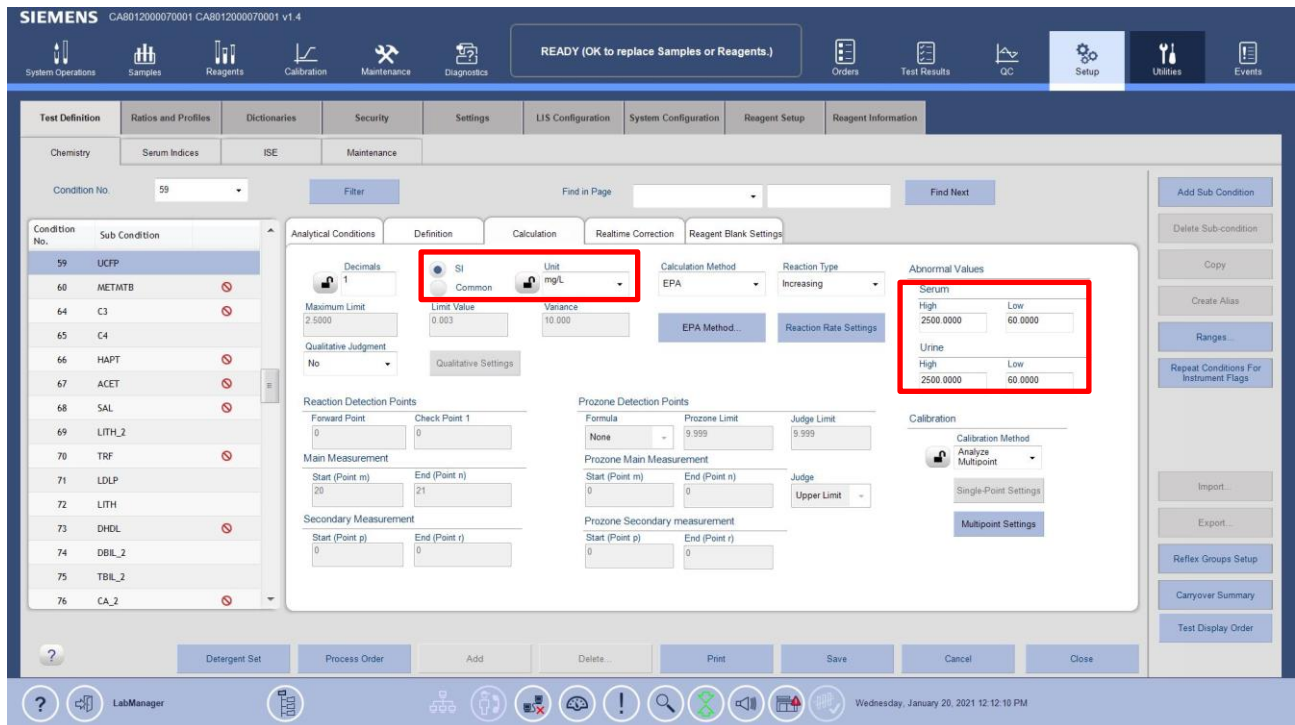 SIEMENS CA8012000070001 CA8012000070001 v1.4
System Operations Samples Reagents Calibration Maintenance Diagnostics READY (OK to replace Samples or Reagents.) Orders Test Results QC Setup Utilities Events
Test Definition Ratios and Profiles Dictionaries Security Settings LIS Configuration System Configuration Reagent Setup Reagent Information
Chemistry Serum Indices ISE Maintenance
Condition No. 59 Filter Find in Page Find Next
Condition No. Sub Condition
59 UCFP
60 METMTB
64 C3
65 C4
66 HAPT
67 ACET
68 SAL
69 LITH_2
70 TRF
71 LDLP
72 LITH
73 DHDL
74 DBIL_2
75 TBIL_2
76 CA_2
Analytical Conditions Definition Calculation Realtime Correction Reagent Blank Settings
Decimals SI Unit Calculation Method Reaction Type
1 Common mg/L EPA Increasing
Maximum Limit Limit Value Variance
2.5000 0.003 10.000 EPA Method... Reaction Rate Settings
Qualitative Judgment
No Qualitative Settings
Reaction Detection Points
Forward Point Check Point 1
0 0
Main Measurement
Start (Point m) End (Point n)
20 21
Secondary Measurement
Start (Point p) End (Point r)
0 0
Prozone Detection Points
Formula Prozone Limit Judge Limit
None 9.999 9.999
Prozone Main Measurement
Start (Point m) End (Point n) Judge
0 0 Upper Limit
Prozone Secondary measurement
Start (Point p) End (Point r)
0 0
Abnormal Values
Serum
High Low
2500.0000 60.0000
Urine
High Low
2500.0000 60.0000
Calibration
Calibration Method
Analyze
Multipoint
Single-Point Settings
Multipoint Settings
Add Sub Condition
Delete Sub-condition
Copy
Create Alias
Ranges...
Repeat Conditions For
Instrument Flags
Import...
Export...
Reflex Groups Setup
Carryover Summary
Test Display Order
? Detergent Set Process Order Add Delete... Print Save Cancel Close
? LabManager ! Wednesday, January 20, 2021 12:12:10 PM